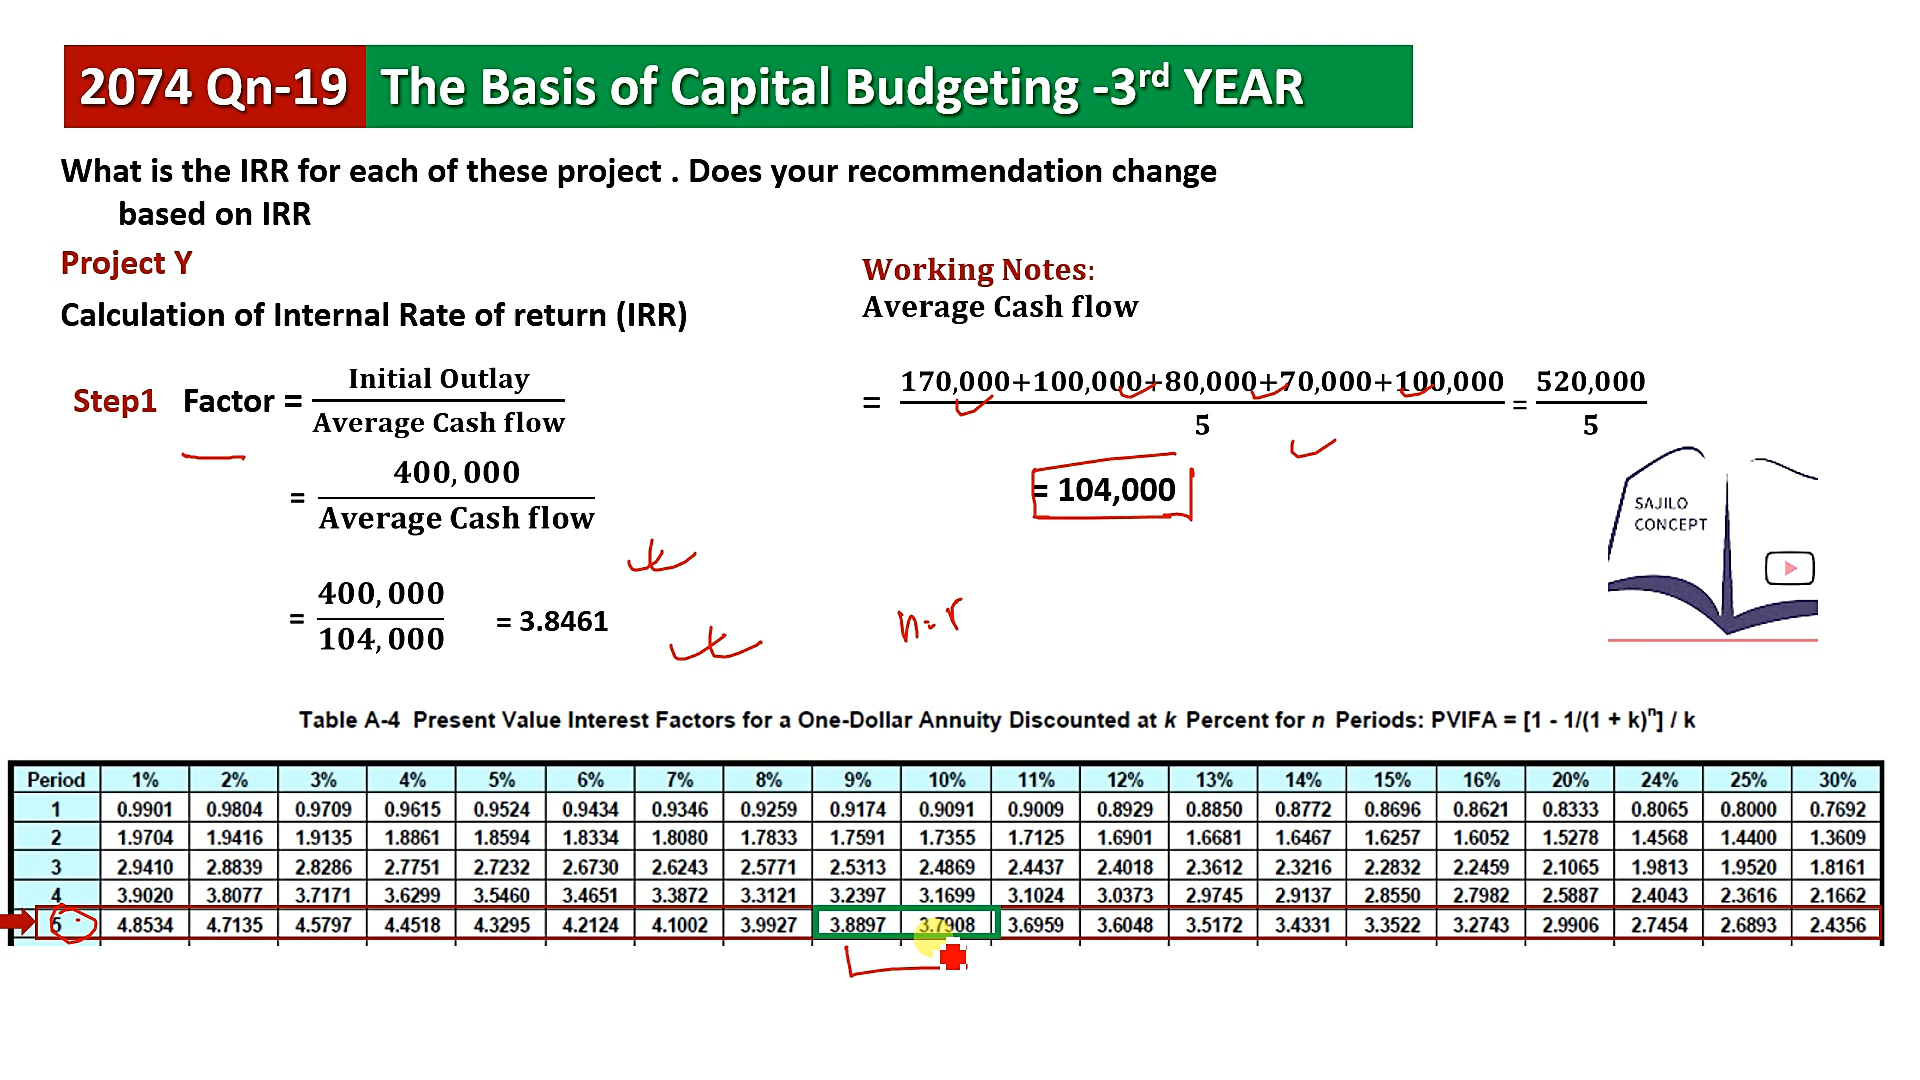 2074 Qn-19 The Basis of Capital Budgeting -3rd YEAR
What is the IRR for each of these project . Does your recommendation change
based on IRR
Project Y
Calculation of Internal Rate of return (IRR)
Step1 Factor = Initial Outlay / Average Cash flow
= 400,000 / Average Cash flow
= 400,000 / 104,000 = 3.8461
Working Notes:
Average Cash flow
= 170,000+100,000+80,000+70,000+100,000 / 5 = 520,000 / 5
= 104,000
SAJILO
CONCEPT
Table A-4 Present Value Interest Factors for a One-Dollar Annuity Discounted at k Percent for n Periods: PVIFA = [1 - 1/(1 + k)^n] / k
Period 1% 2% 3% 4% 5% 6% 7% 8% 9% 10% 11% 12% 13% 14% 15% 16% 20% 24% 25% 30%
1 0.9901 0.9804 0.9709 0.9615 0.9524 0.9434 0.9346 0.9259 0.9174 0.9091 0.9009 0.8929 0.8850 0.8772 0.8696 0.8621 0.8333 0.8065 0.8000 0.7692
2 1.9704 1.9416 1.9135 1.8861 1.8594 1.8334 1.8080 1.7833 1.7591 1.7355 1.7125 1.6901 1.6681 1.6467 1.6257 1.6052 1.5278 1.4568 1.4400 1.3609
3 2.9410 2.8839 2.8286 2.7751 2.7232 2.6730 2.6243 2.5771 2.5313 2.4869 2.4437 2.4018 2.3612 2.3216 2.2832 2.2459 2.1065 1.9813 1.9520 1.8161
4 3.9020 3.8077 3.7171 3.6299 3.5460 3.4651 3.3872 3.3121 3.2397 3.1699 3.1024 3.0373 2.9745 2.9137 2.8550 2.7982 2.5887 2.4043 2.3616 2.1662
5 4.8534 4.7135 4.5797 4.4518 4.3295 4.2124 4.1002 3.9927 3.8897 3.7908 3.6959 3.6048 3.5172 3.4331 3.3522 3.2743 2.9906 2.7454 2.6893 2.4356